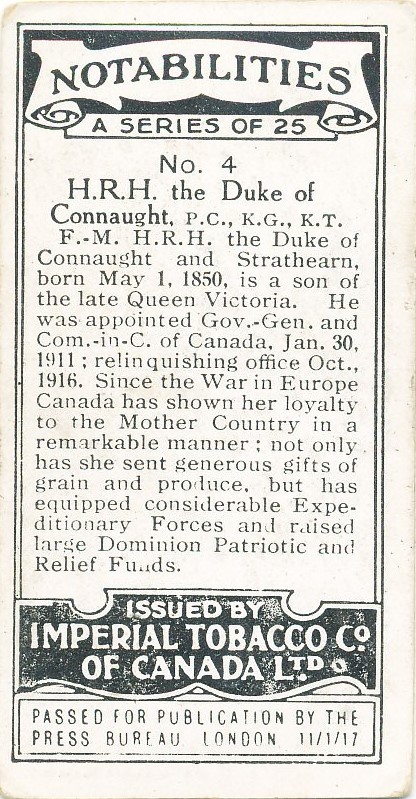 NOTABILITIES
A SERIES OF 25
No. 4
H.R.H. the Duke of
Connaught, P.C., K.G., K.T.
F.-M. H.R.H. the Duke of
Connaught and Strathearn,
born May 1, 1850, is a son of
the late Queen Victoria. He
was appointed Gov.-Gen. and
Com.-in-C. of Canada, Jan. 30,
1911; relinquishing office Oct.,
1916. Since the War in Europe
Canada has shown her loyalty
to the Mother Country in a
remarkable manner; not only
has she sent generous gifts of
grain and produce, but has
equipped considerable Expe-
ditionary Forces and raised
large Dominion Patriotic and
Relief Funds.
ISSUED BY
IMPERIAL TOBACCO Co.
OF CANADA LTD.
PASSED FOR PUBLICATION BY THE
PRESS BUREAU LONDON 11/1/17